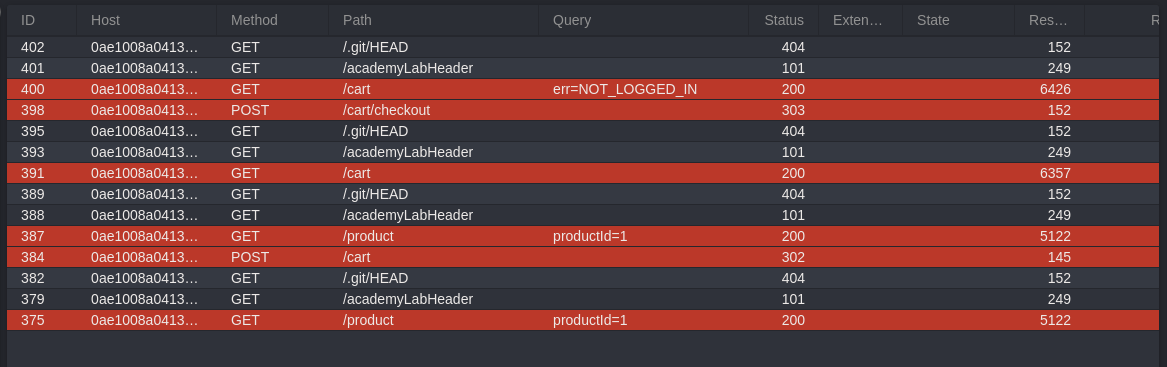 ID Host Method Path Query Status Exten… State Res… R
402 0ae1008a0413… GET /.git/HEAD 404 152
401 0ae1008a0413… GET /academyLabHeader 101 249
400 0ae1008a0413… GET /cart err=NOT_LOGGED_IN 200 6426
398 0ae1008a0413… POST /cart/checkout 303 152
395 0ae1008a0413… GET /.git/HEAD 404 152
393 0ae1008a0413… GET /academyLabHeader 101 249
391 0ae1008a0413… GET /cart 200 6357
389 0ae1008a0413… GET /.git/HEAD 404 152
388 0ae1008a0413… GET /academyLabHeader 101 249
387 0ae1008a0413… GET /product productId=1 200 5122
384 0ae1008a0413… POST /cart 302 145
382 0ae1008a0413… GET /.git/HEAD 404 152
379 0ae1008a0413… GET /academyLabHeader 101 249
375 0ae1008a0413… GET /product productId=1 200 5122